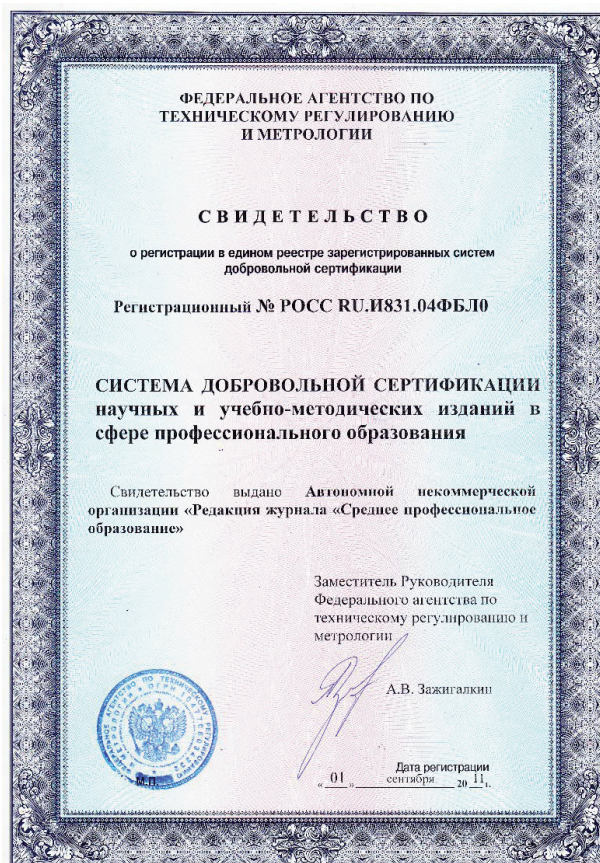 ФЕДЕРАЛЬНОЕ АГЕНТСТВО ПО
ТЕХНИЧЕСКОМУ РЕГУЛИРОВАНИЮ
И МЕТРОЛОГИИ
СВИДЕТЕЛЬСТВО
о регистрации в едином реестре зарегистрированных систем
добровольной сертификации
Регистрационный № РОСС RU.И831.04ФБЛ0
СИСТЕМА ДОБРОВОЛЬНОЙ СЕРТИФИКАЦИИ
научных и учебно-методических изданий в
сфере профессионального образования
Свидетельство выдано Автономной некоммерческой
организации «Редакция журнала «Среднее профессиональное
образование»
Заместитель Руководителя
Федерального агентства по
техническому регулированию и
метрологии
А.В. Зажигалкин
М.П.
Дата регистрации
« 01 » сентября 20 11 г.